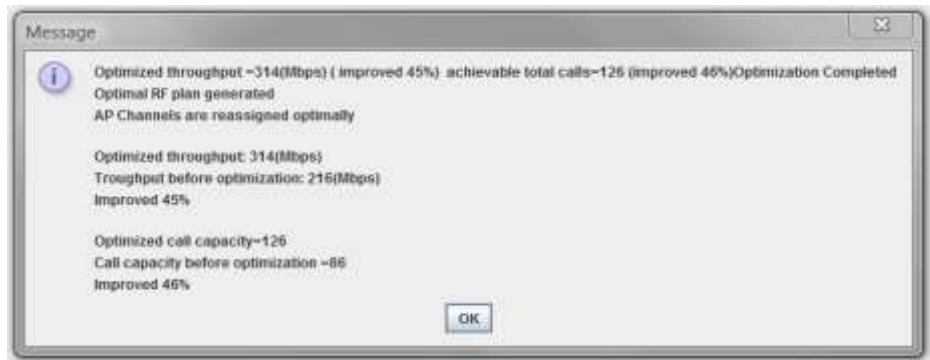 Message
Optimized throughput =314(Mbps) ( improved 45%) achievable total calls=126 (improved 46%)Optimization Completed
Optimal RF plan generated
AP Channels are reassigned optimally
Optimized throughput: 314(Mbps)
Troughput before optimization: 216(Mbps)
Improved 45%
Optimized call capacity=126
Call capacity before optimization =86
Improved 46%
OK